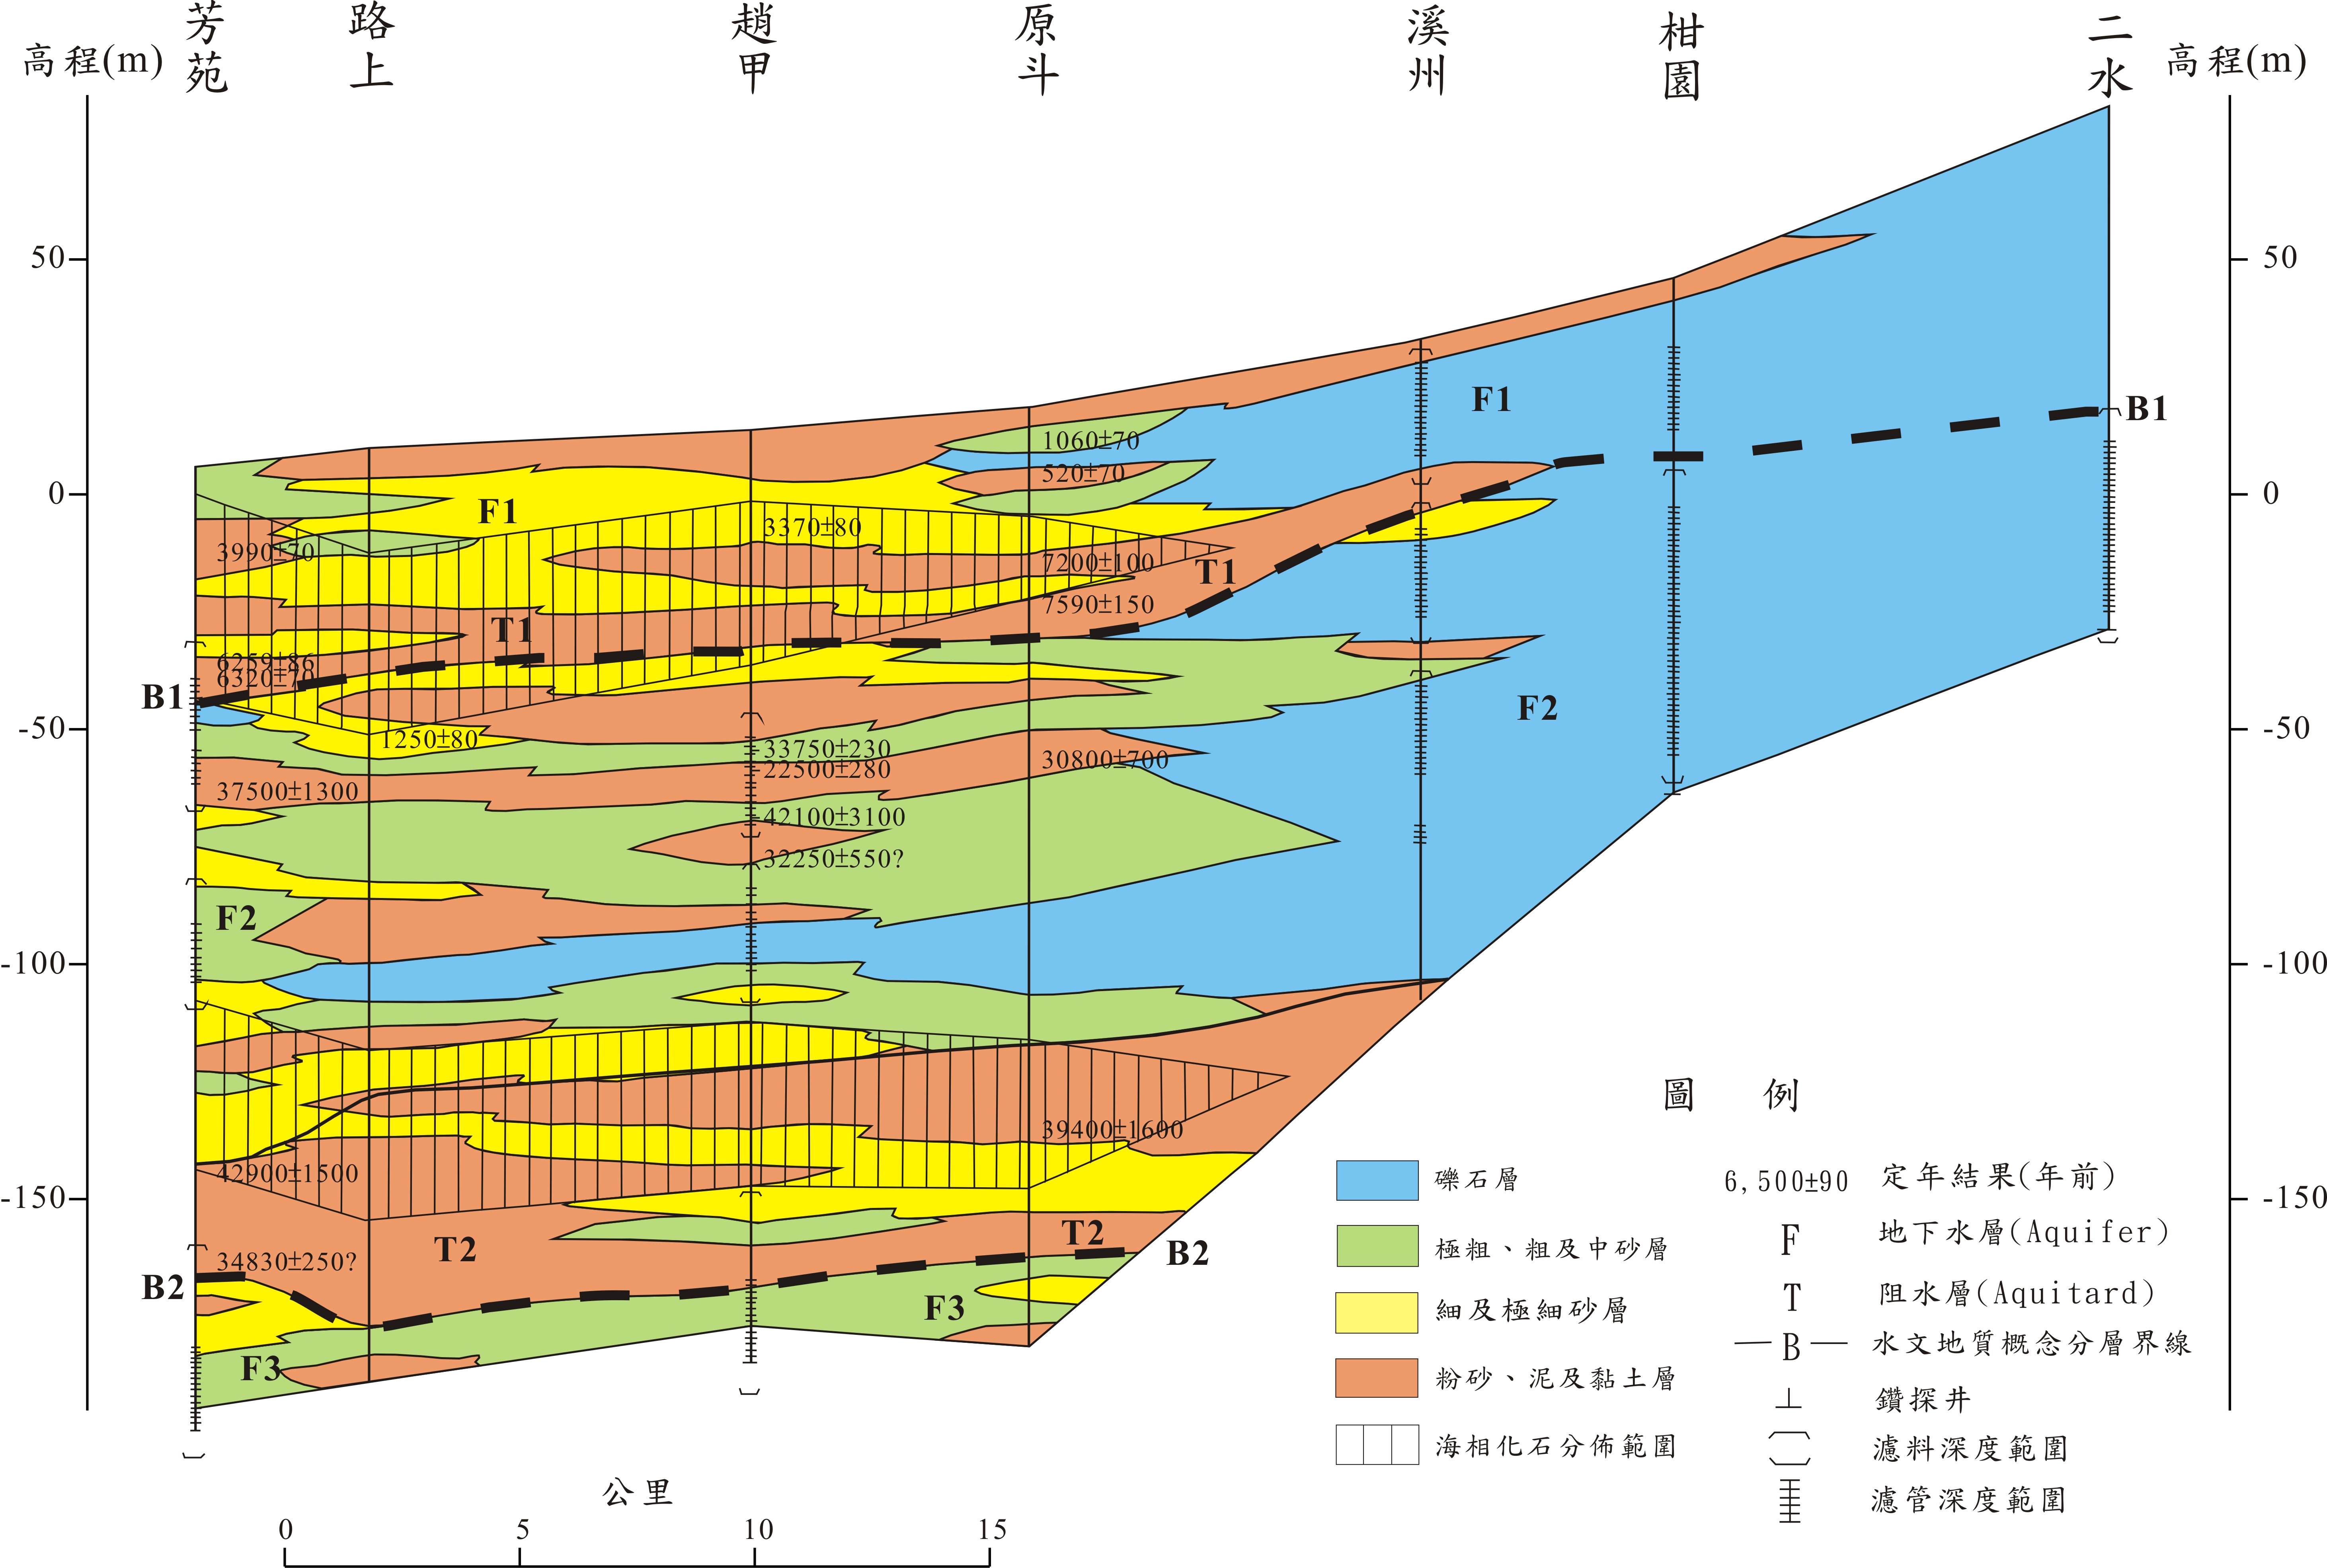 高程(m)
芳苑
路上
趙甲
原斗
溪州
柑園
二水
高程(m)
50
0
-50
-100
-150
50
0
-50
-100
-150
F1
F1
1060±70
520±70
3370±80
3990±70
7200±100
7590±150
T1
T1
6259±86
6320±70
B1
B1
1250±80
33750±230
22500±280
30800±700
37500±1300
42100±3100
32250±550?
F2
F2
39400±1600
42900±1500
34830±250?
T2
T2
B2
B2
F3
F3
公里
0 5 10 15
圖 例
礫石層
極粗、粗及中砂層
細及極細砂層
粉砂、泥及黏土層
海相化石分佈範圍
6,500±90 定年結果(年前)
F 地下水層(Aquifer)
T 阻水層(Aquitard)
B 水文地質概念分層界線
鑽探井
濾料深度範圍
濾管深度範圍